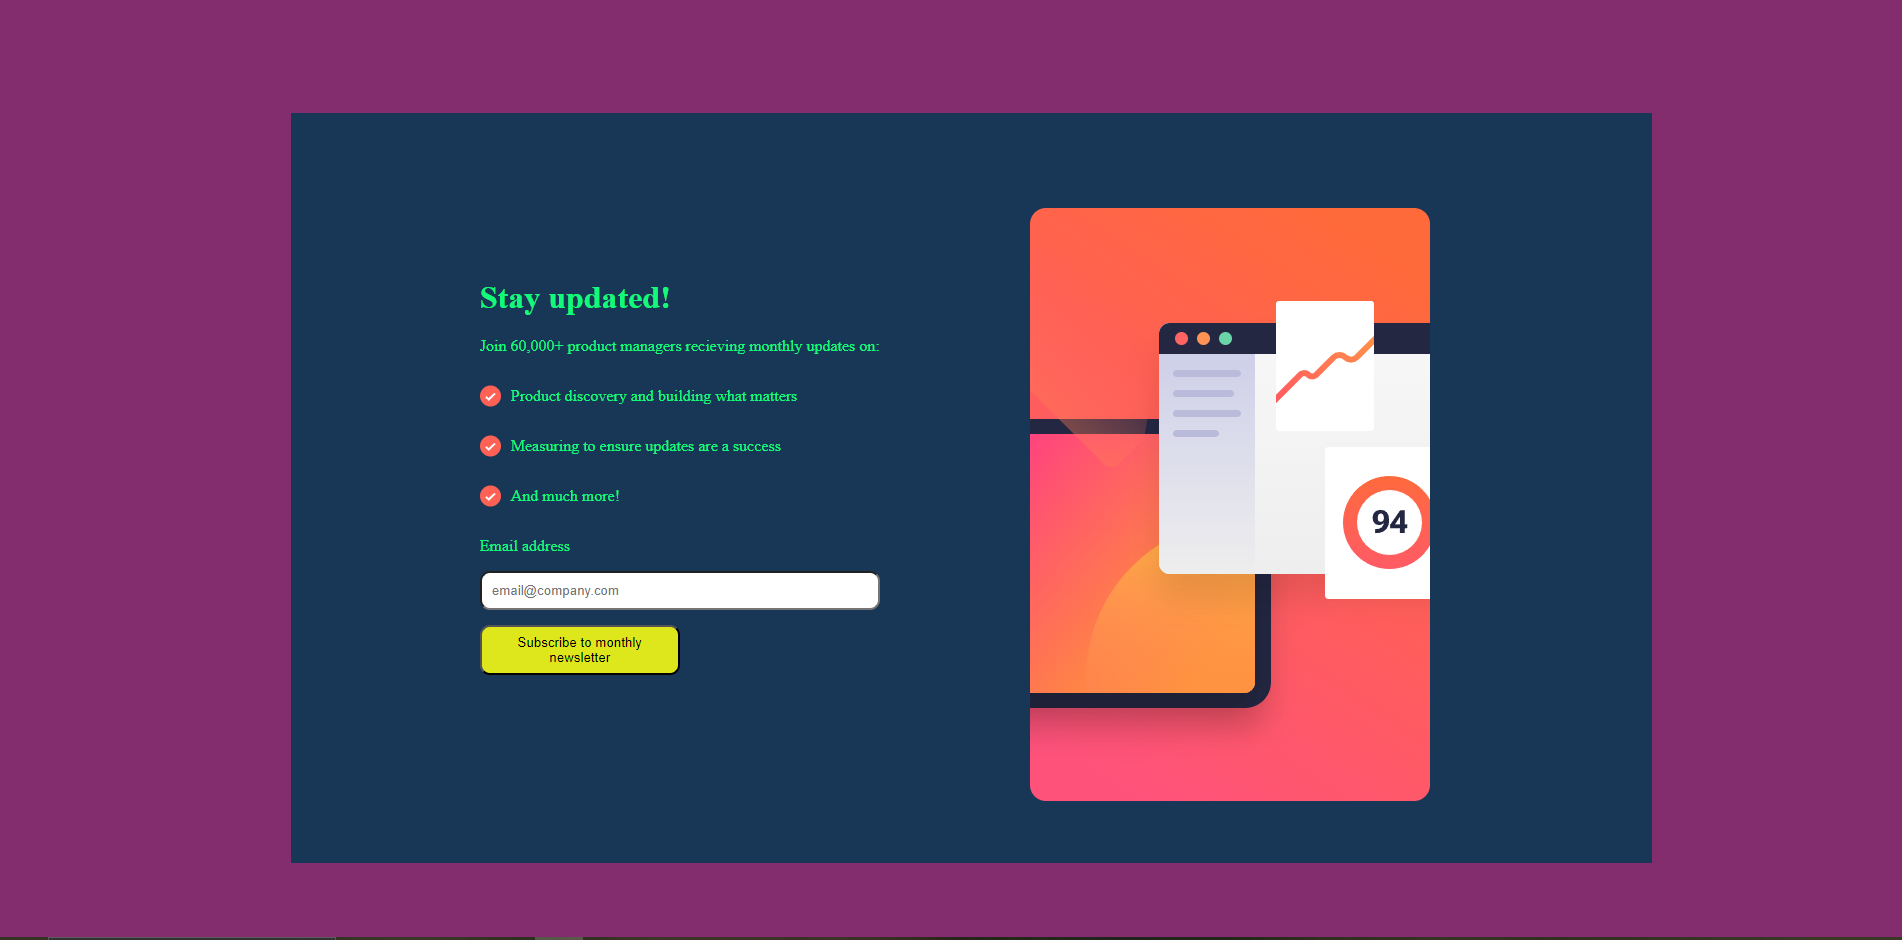 Stay updated!
Join 60,000+ product managers recieving monthly updates on:
Product discovery and building what matters
Measuring to ensure updates are a success
And much more!
Email address
email@company.com
Subscribe to monthly
newsletter
94